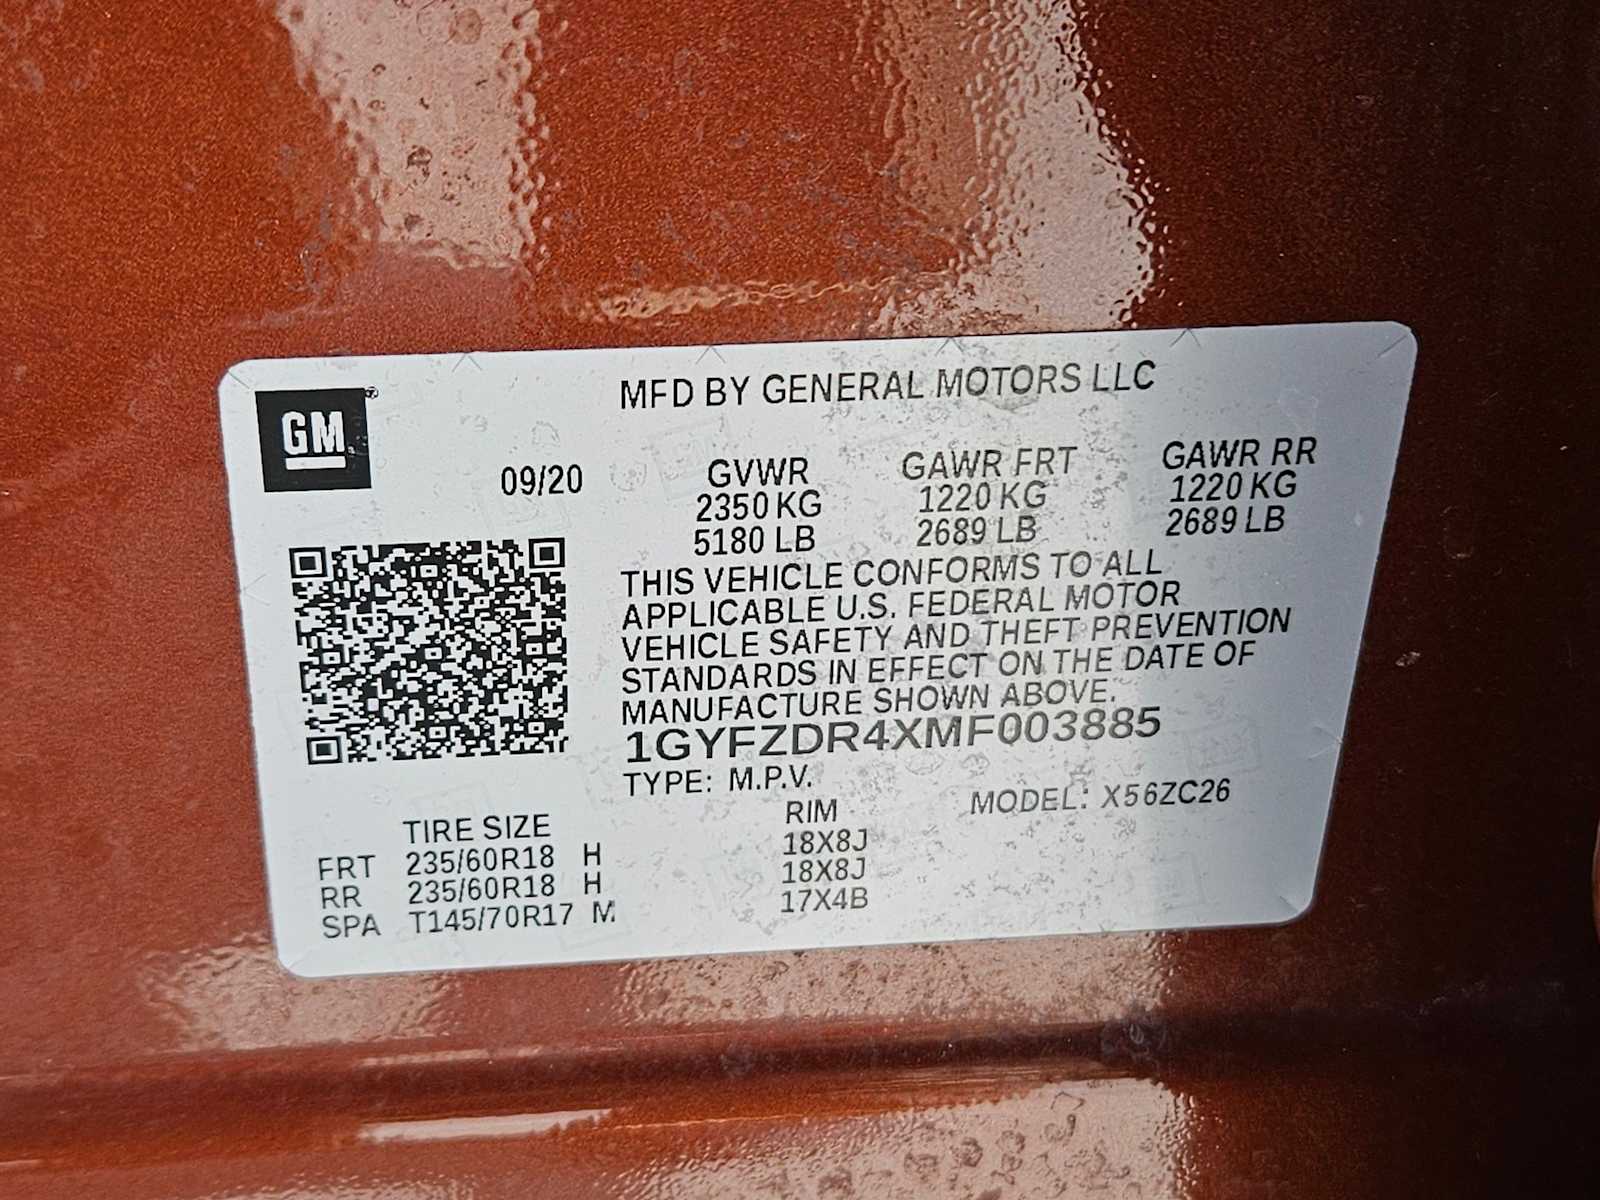 GM®
MFD BY GENERAL MOTORS LLC
09/20 GVWR GAWR FRT GAWR RR
2350 KG 1220 KG 1220 KG
5180 LB 2689 LB 2689 LB
THIS VEHICLE CONFORMS TO ALL
APPLICABLE U.S. FEDERAL MOTOR
VEHICLE SAFETY AND THEFT PREVENTION
STANDARDS IN EFFECT ON THE DATE OF
MANUFACTURE SHOWN ABOVE.
1GYFZDR4XMF003885
TYPE: M.P.V. MODEL: X56ZC26
TIRE SIZE RIM
FRT 235/60R18 H 18X8J
RR 235/60R18 H 18X8J
SPA T145/70R17 M 17X4B